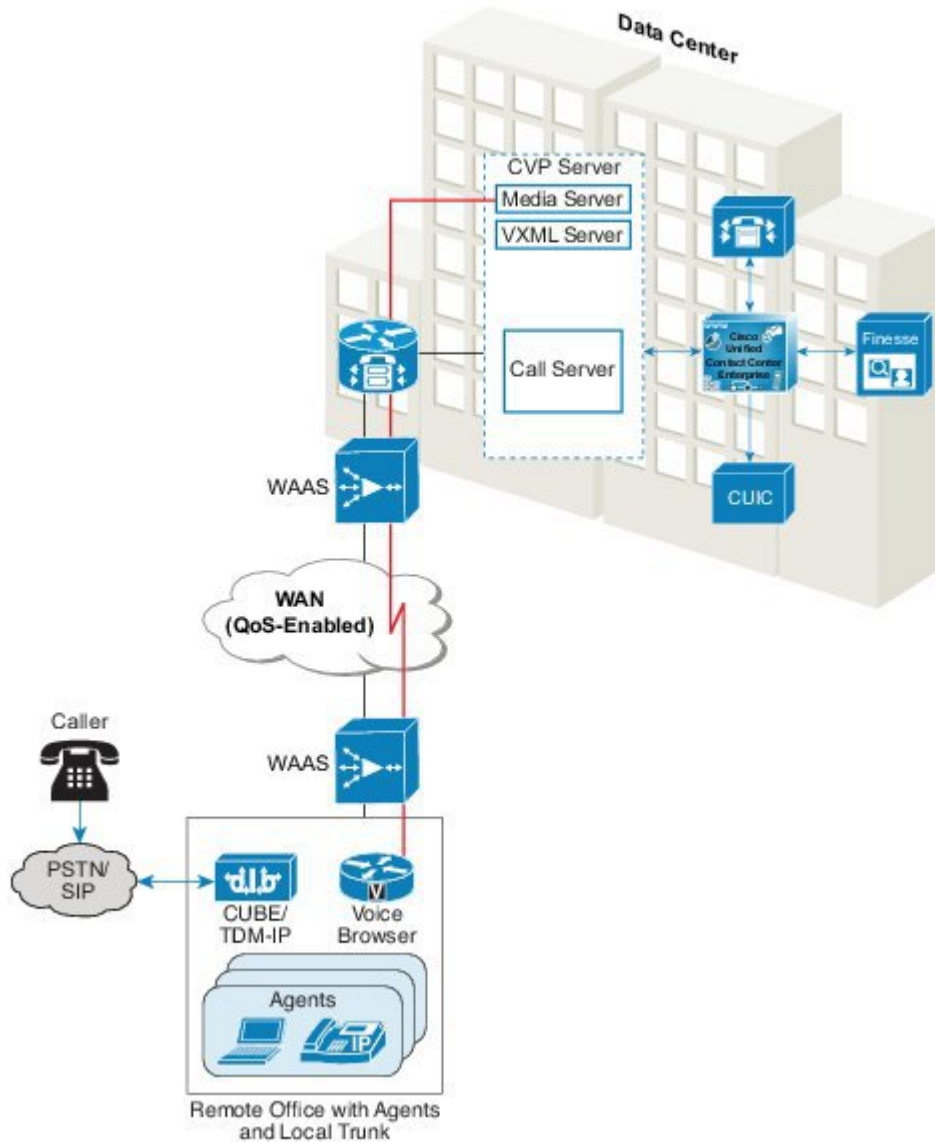 Data Center
CVP Server
Media Server
VXML Server
Call Server
Cisco
Unified
Contact Center
Enterprise
Finesse
CUIC
WAAS
WAN
(QoS-Enabled)
WAAS
Caller
PSTN/
SIP
CUBE/
TDM-IP
V
Voice
Browser
Agents
IP
Remote Office with Agents
and Local Trunk